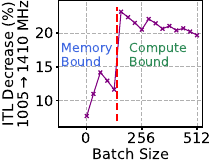 ITL Decrease (%)
1005→1410 MHz
20
15
10
Memory
Bound
Compute
Bound
0
256
512
Batch Size